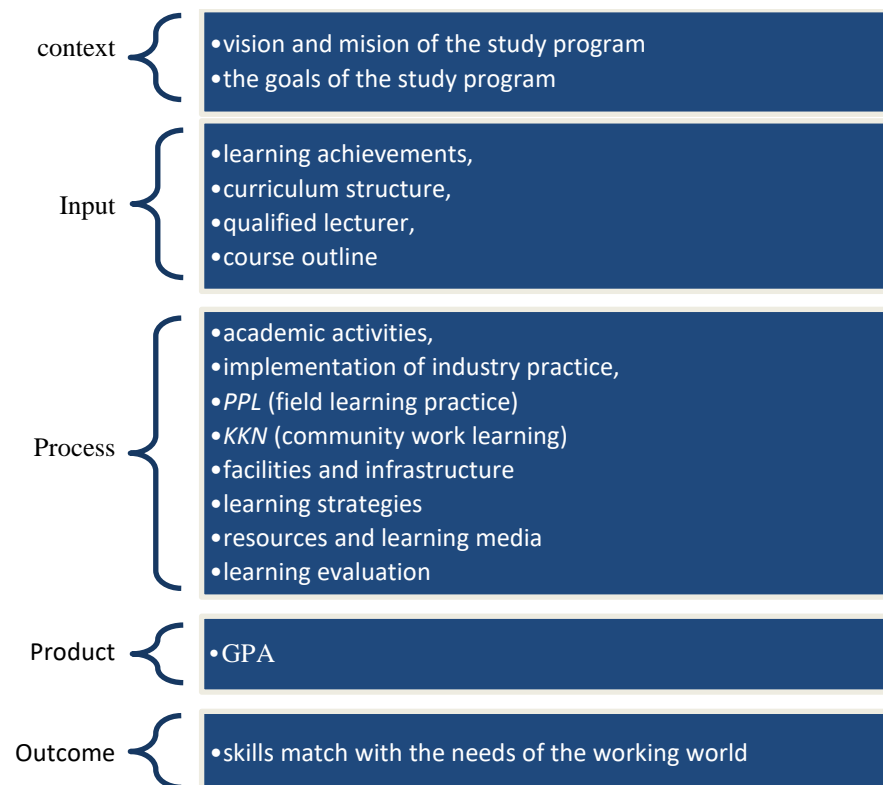 context
•vision and mision of the study program
•the goals of the study program
Input
•learning achievements,
•curriculum structure,
•qualified lecturer,
•course outline
Process
•academic activities,
•implementation of industry practice,
•PPL (field learning practice)
•KKN (community work learning)
•facilities and infrastructure
•learning strategies
•resources and learning media
•learning evaluation
Product
•GPA
Outcome
•skills match with the needs of the working world